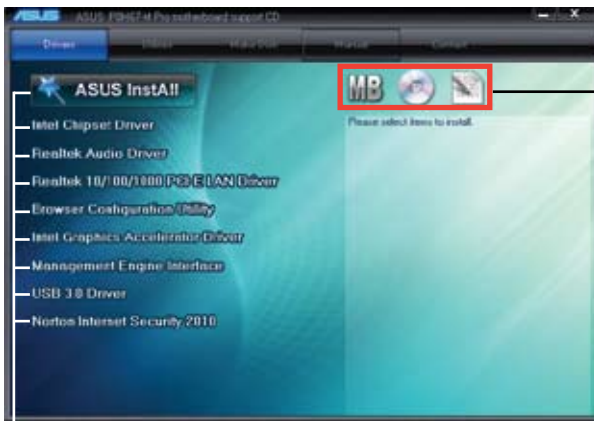 ASUS ASUS P8H67-M Pro motherboard support CD
Drivers Utilities Make Disk Manual Contact
ASUS InstAll
MB
Please select items to install.
Intel Chipset Driver
Realtek Audio Driver
Realtek 10/100/1000 PCI-E LAN Driver
Browser Configuration Utility
Intel Graphics Accelerator Driver
Management Engine Interface
USB 3.0 Driver
Norton Internet Security 2010